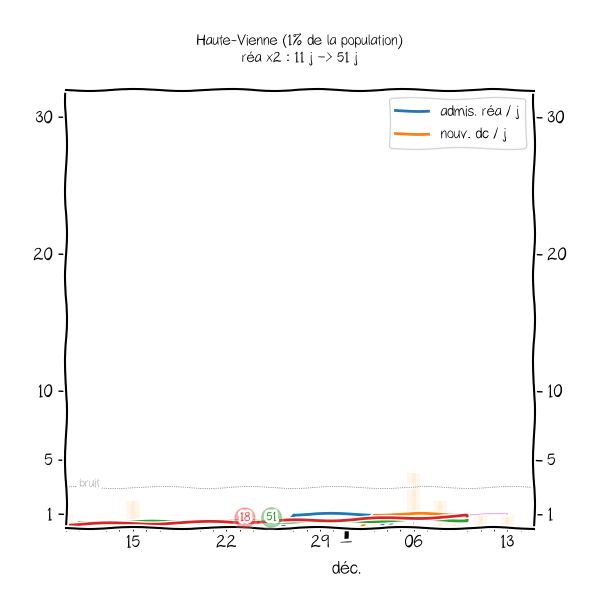 Haute-Vienne (1% de la population)
réa x2 : 11 j -> 51 j
admis. réa / j
nouv. dc / j
30 30
20 20
10 10
5 5
bruit
18 51
1 1
15 22 29 06 13
déc.